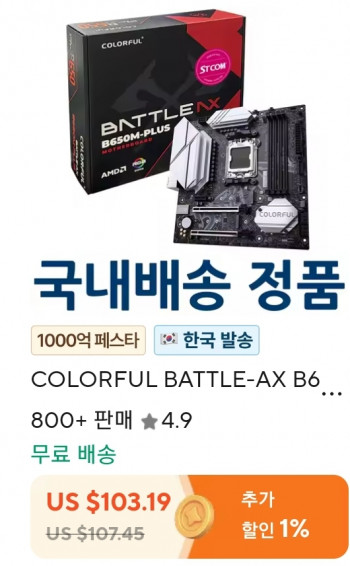 COLORFUL
STCOM
BATTLE-AX
B650M-PLUS
MOTHERBOARD
AMD
COLORFUL
국내배송 정품
1000억 페스타
한국 발송
COLORFUL BATTLE-AX B6...
800+ 판매 4.9
무료 배송
US $103.19
US $107.45
추가
할인 1%